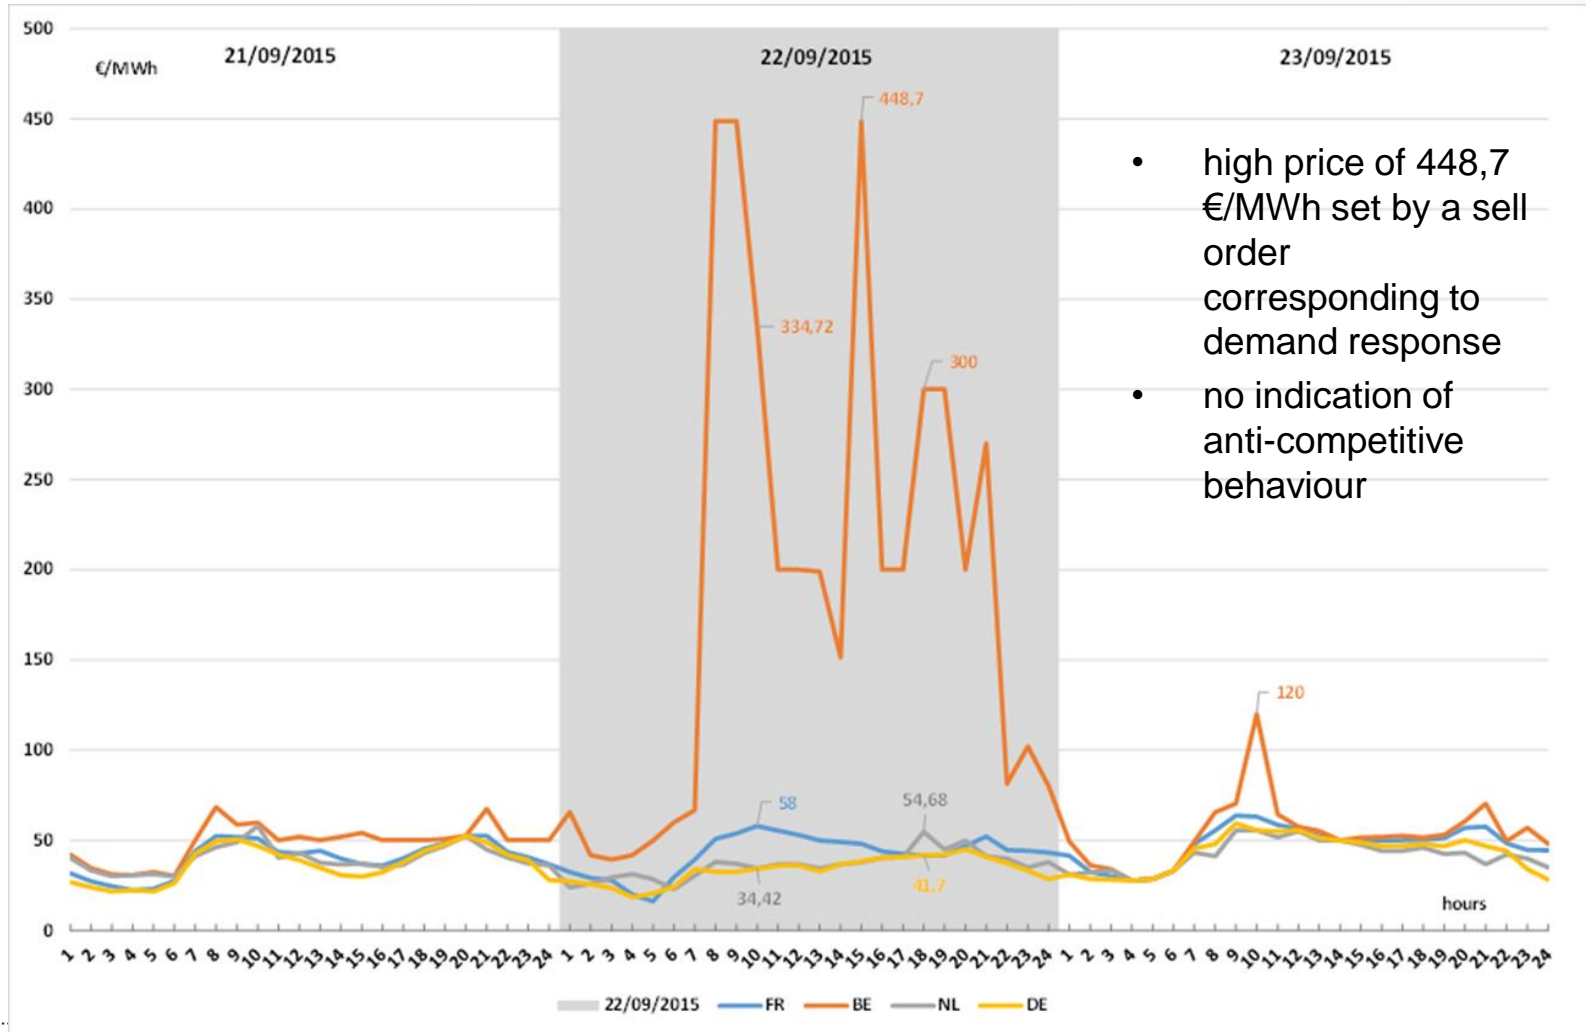 500
€/MWh
21/09/2015
22/09/2015
23/09/2015
450
448,7
400
350
334,72
300
300
250
200
150
120
100
58
54,68
50
34,42
41,7
0
hours
1 2 3 4 5 6 7 8 9 10 11 12 13 14 15 16 17 18 19 20 21 22 23 24 1 2 3 4 5 6 7 8 9 10 11 12 13 14 15 16 17 18 19 20 21 22 23 24 1 2 3 4 5 6 7 8 9 10 11 12 13 14 15 16 17 18 19 20 21 22 23 24
22/09/2015 FR BE NL DE
• high price of 448,7
€/MWh set by a sell
order
corresponding to
demand response
• no indication of
anti-competitive
behaviour